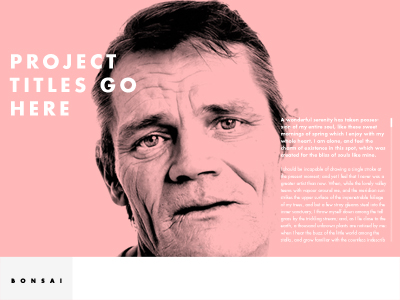 PROJECT
TITLES GO
HERE
A wonderful serenity has taken posses-
sion of my entire soul, like these sweet
mornings of spring which I enjoy with my
whole heart. I am alone, and feel the
charm of existence in this spot, which was
created for the bliss of souls like mine.
I should be incapable of drawing a single stroke at
the present moment; and yet I feel that I never was a
greater artist than now. When, while the lovely valley
teems with vapour around me, and the meridian sun
strikes the upper surface of the impenetrable foliage
of my trees, and but a few stray gleams steal into the
inner sanctuary, I throw myself down among the tall
grass by the trickling stream; and, as I lie close to the
earth, a thousand unknown plants are noticed by me:
when I hear the buzz of the little world among the
stalks, and grow familiar with the countless indescrib
BONSAI